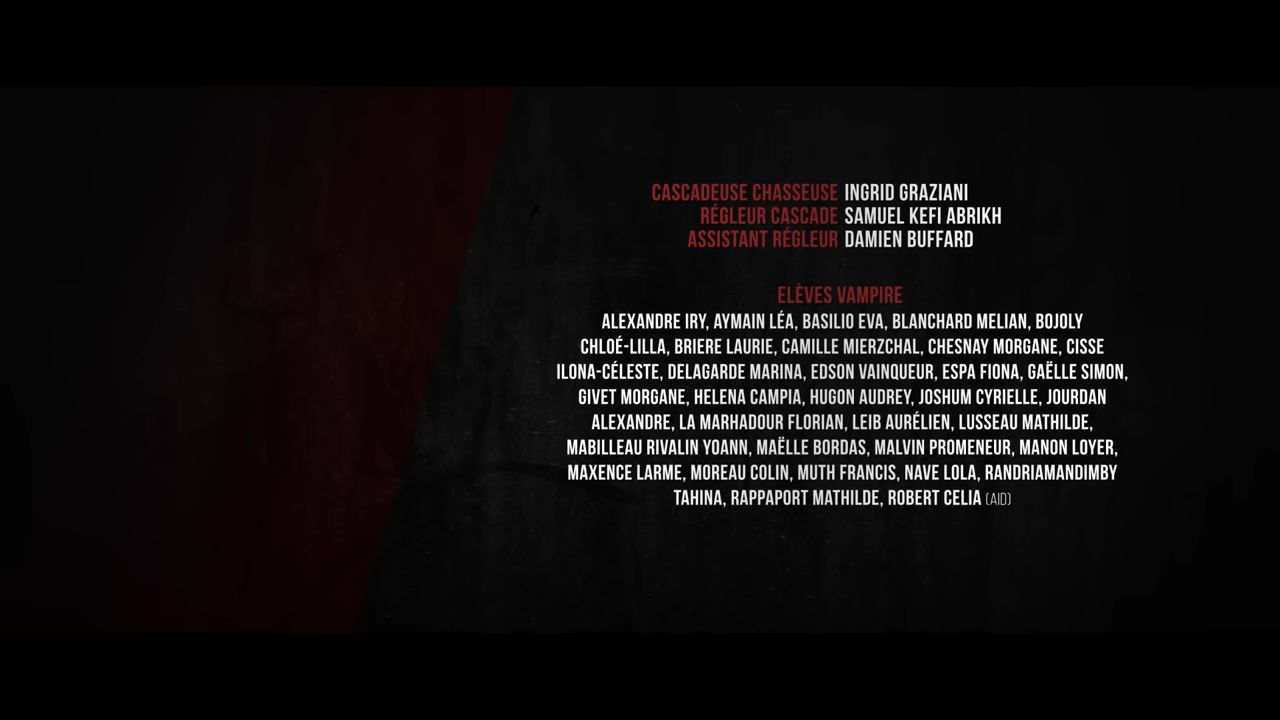 CASCADEUSE CHASSEUSE INGRID GRAZIANI
RÉGLEUR CASCADE SAMUEL KEFI ABRIKH
ASSISTANT RÉGLEUR DAMIEN BUFFARD
ELÈVES VAMPIRE
ALEXANDRE IRY, AYMAIN LÉA, BASILIO EVA, BLANCHARD MELIAN, BOJOLY
CHLOÉ-LILLA, BRIERE LAURIE, CAMILLE MIERZCHAL, CHESNAY MORGANE, CISSE
ILONA-CÉLESTE, DELAGARDE MARINA, EDSON VAINQUEUR, ESPA FIONA, GAËLLE SIMON,
GIVET MORGANE, HELENA CAMPIA, HUGON AUDREY, JOSHUM CYRIELLE, JOURDAN
ALEXANDRE, LA MARHADOUR FLORIAN, LEIB AURÉLIEN, LUSSEAU MATHILDE,
MABILLEAU RIVALIN YOANN, MAËLLE BORDAS, MALVIN PROMENEUR, MANON LOYER,
MAXENCE LARME, MOREAU COLIN, MUTH FRANCIS, NAVE LOLA, RANDRIAMANDIMBY
TAHINA, RAPPAPORT MATHILDE, ROBERT CELIA (AID)